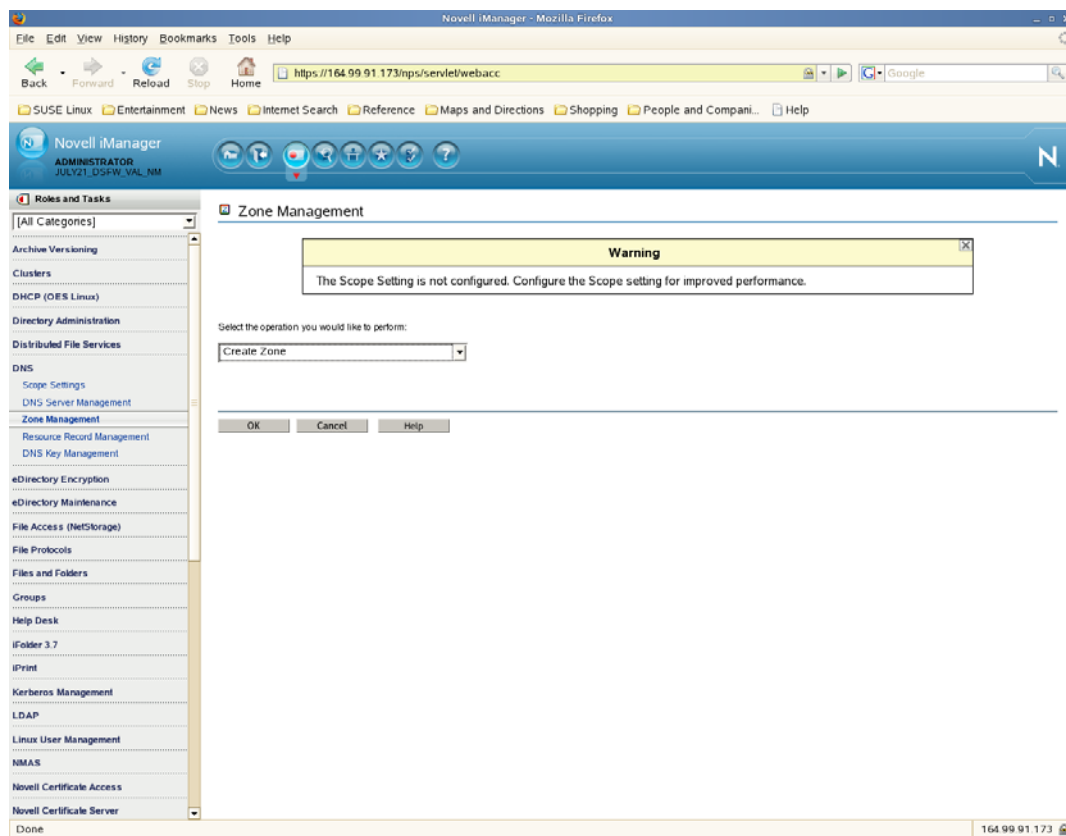 Novell iManager - Mozilla Firefox
File Edit View History Bookmarks Tools Help
Back Forward Reload Stop Home
https://164.99.91.173/nps/servlet/webacc
Google
SUSE Linux Entertainment News Internet Search Reference Maps and Directions Shopping People and Compani... Help
Novell iManager
ADMINISTRATOR
JULY21_DSFW_VAL_NM
N
Roles and Tasks
[All Categories]
Archive Versioning
Clusters
DHCP (OES Linux)
Directory Administration
Distributed File Services
DNS
Scope Settings
DNS Server Management
Zone Management
Resource Record Management
DNS Key Management
eDirectory Encryption
eDirectory Maintenance
File Access (NetStorage)
File Protocols
Files and Folders
Groups
Help Desk
iFolder 3.7
iPrint
Kerberos Management
LDAP
Linux User Management
NMAS
Novell Certificate Access
Novell Certificate Server
Zone Management
Warning
The Scope Setting is not configured. Configure the Scope setting for improved performance.
Select the operation you would like to perform:
Create Zone
OK Cancel Help
Done
164.99.91.173